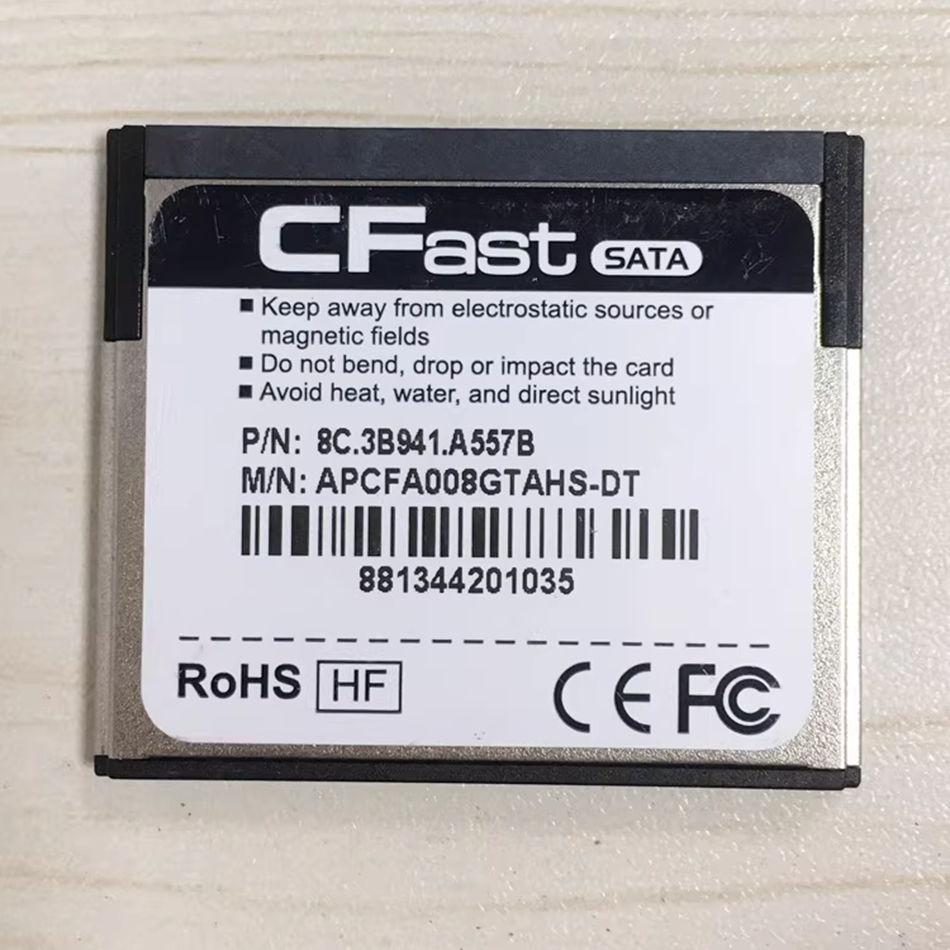 CFast SATA
■ Keep away from electrostatic sources or
magnetic fields
■ Do not bend, drop or impact the card
■ Avoid heat, water, and direct sunlight
P/N: 8C.3B941.A557B
M/N: APCFA008GTAHS-DT
881344201035
RoHS HF CE FC